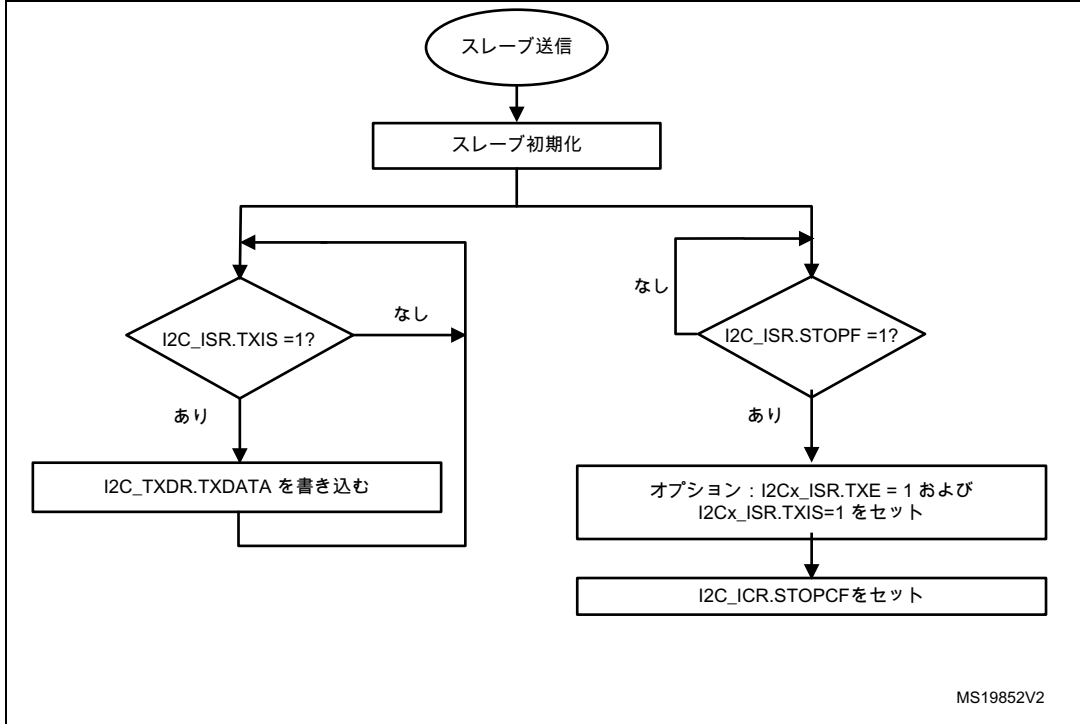 スレーブ送信
スレーブ初期化
I2C_ISR.TXIS =1?
なし
あり
I2C_TXDR.TXDATA を書き込む
なし
I2C_ISR.STOPF =1?
あり
オプション：I2Cx_ISR.TXE = 1 および
I2Cx_ISR.TXIS=1 をセット
I2C_ICR.STOPCFをセット
MS19852V2